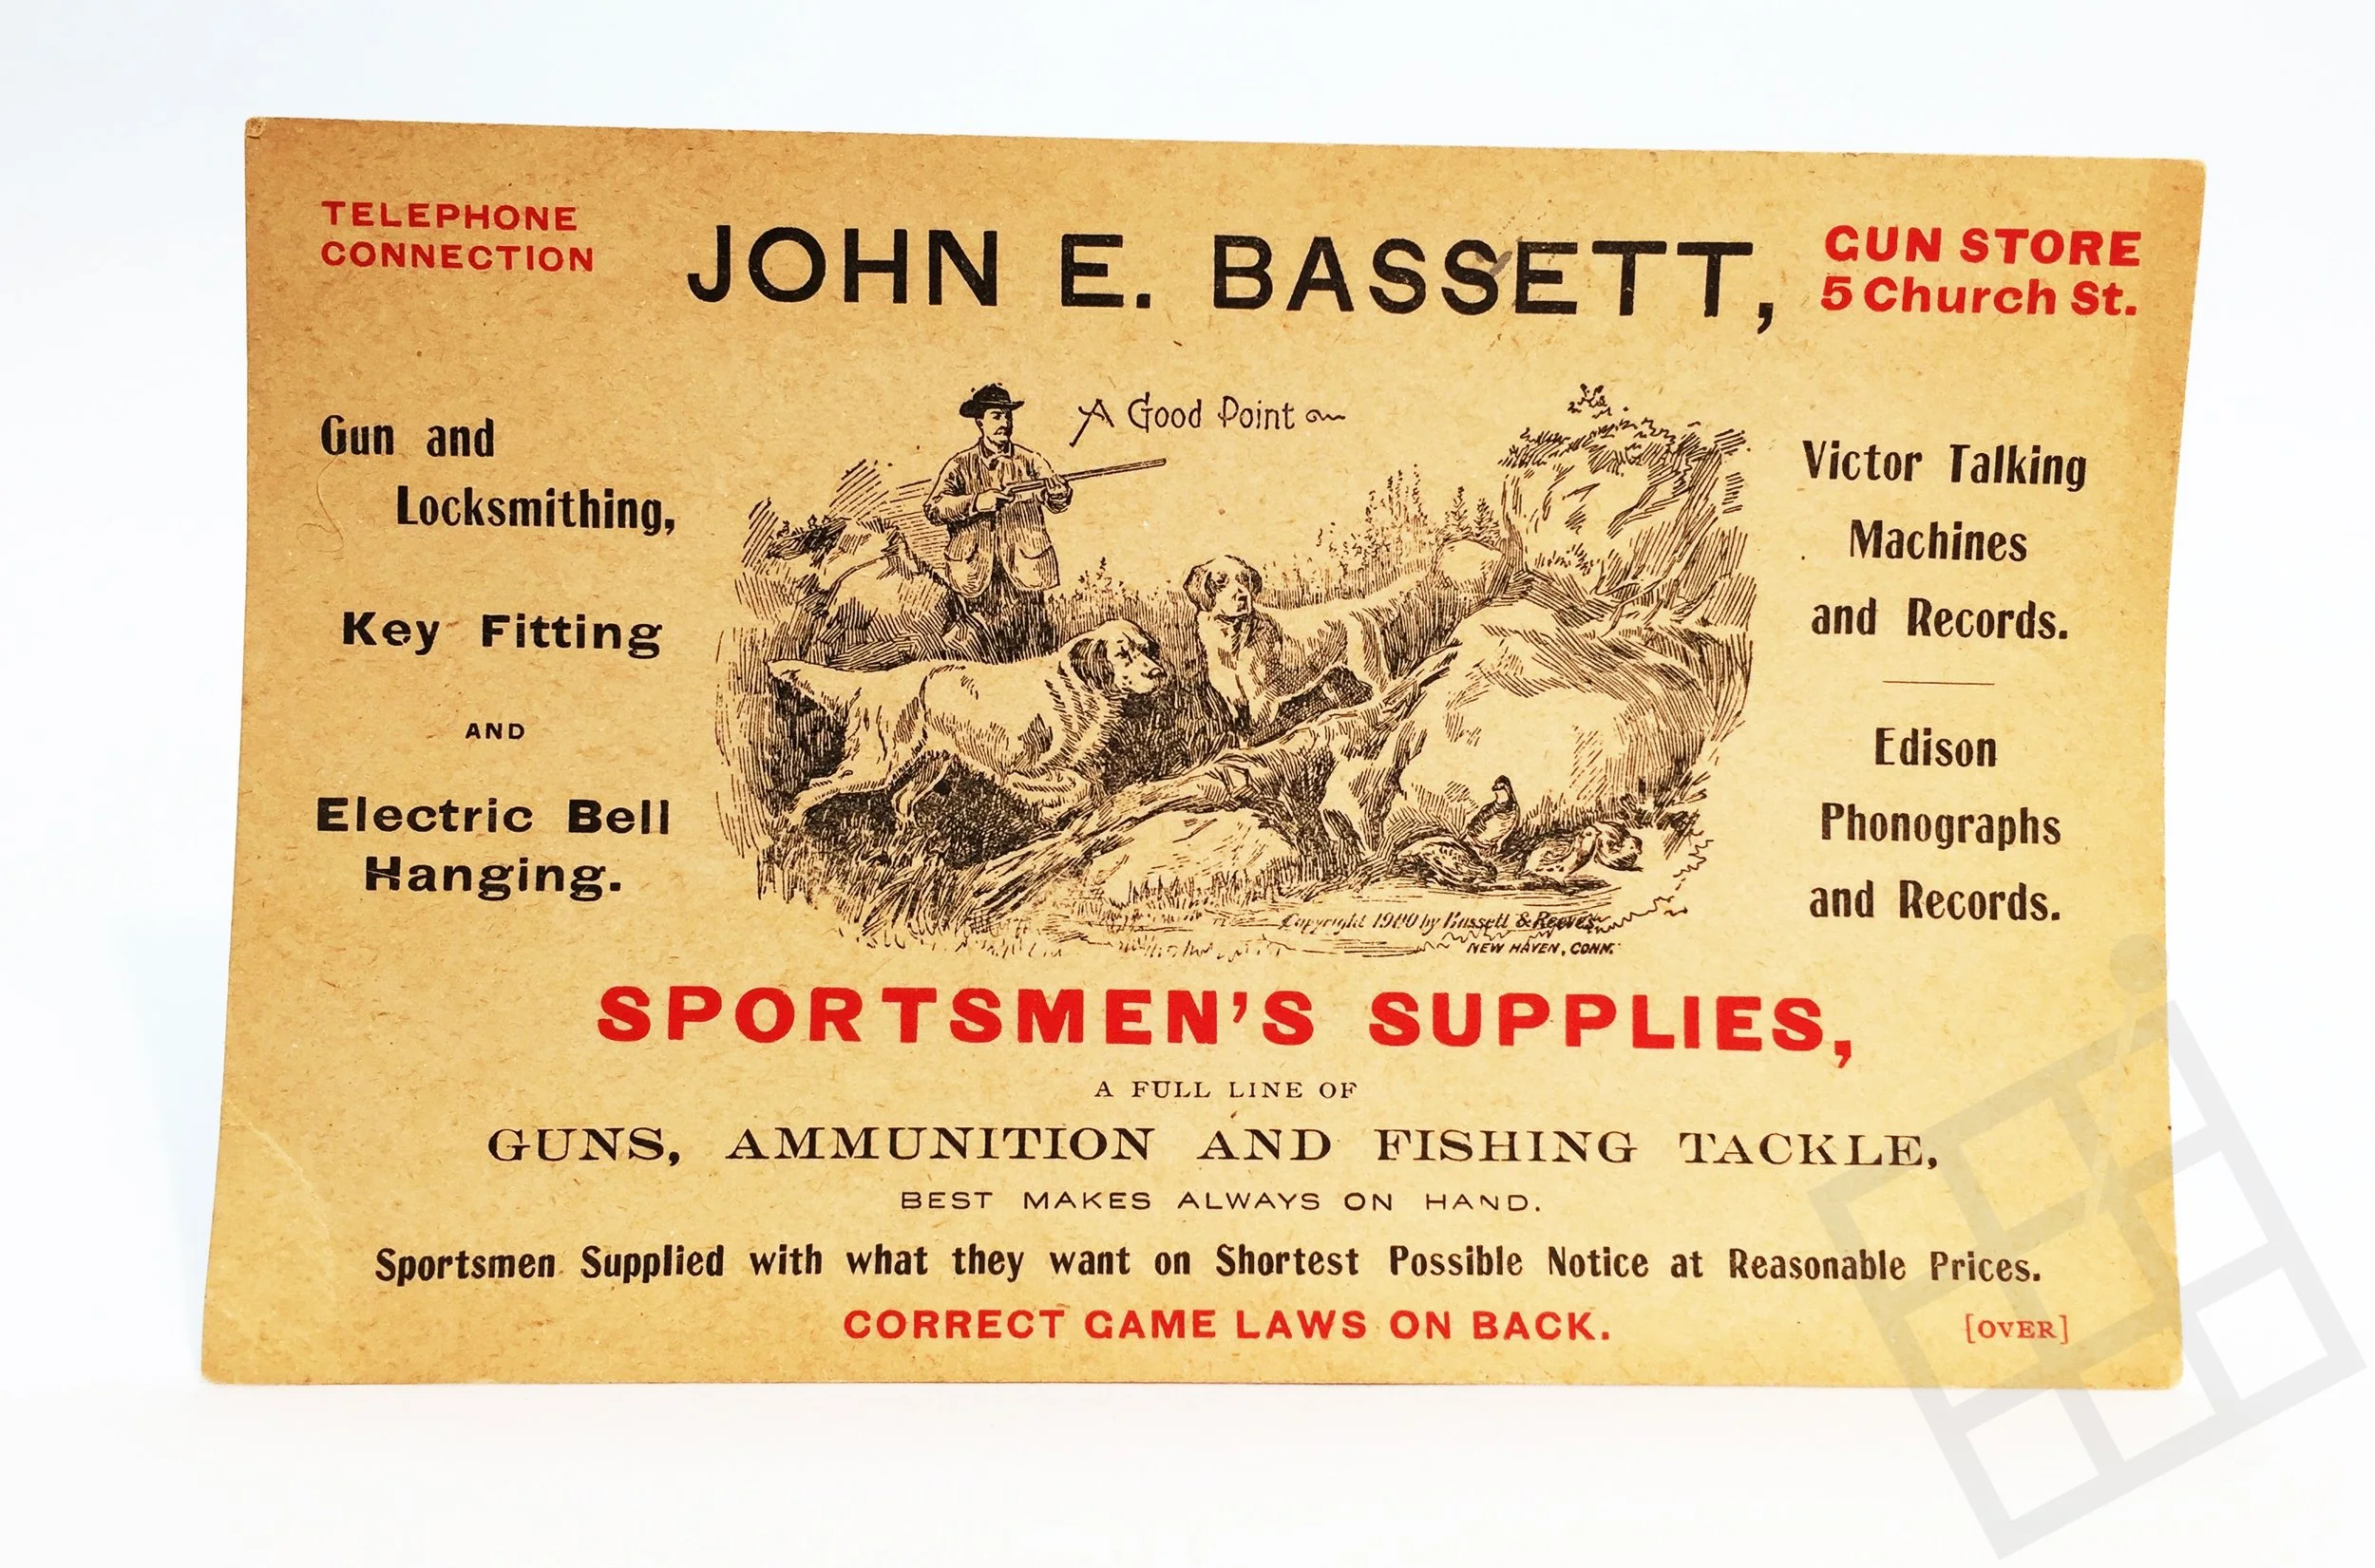 TELEPHONE
CONNECTION
JOHN E. BASSETT,
GUN STORE
5 Church St.
Gun and
Locksmithing,
Key Fitting
AND
Electric Bell
Hanging.
A Good Point
Copyright 1900 by Bassett & Reeves
NEW HAVEN, CONN.
Victor Talking
Machines
and Records.
Edison
Phonographs
and Records.
SPORTSMEN'S SUPPLIES,
A FULL LINE OF
GUNS, AMMUNITION AND FISHING TACKLE,
BEST MAKES ALWAYS ON HAND.
Sportsmen Supplied with what they want on Shortest Possible Notice at Reasonable Prices.
CORRECT GAME LAWS ON BACK.
[OVER]